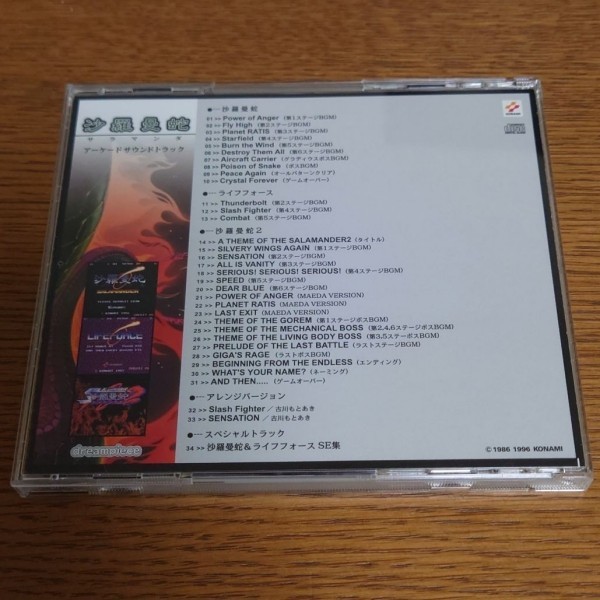 沙羅曼蛇
サラマンダ
アーケードサウンドトラック
●…沙羅曼蛇
01 >> Power of Anger (第1ステージBGM)
02 >> Fly High (第2ステージBGM)
03 >> Planet RATIS (第3ステージBGM)
04 >> Starfield (第4ステージBGM)
05 >> Burn the Wind (第5ステージBGM)
06 >> Destroy Them All (第6ステージBGM)
07 >> Aircraft Carrier (グラディウスボスBGM)
08 >> Poison of Snake (ボスBGM)
09 >> Peace Again (オールパターンクリア)
10 >> Crystal Forever (ゲームオーバー)
●…ライフフォース
11 >> Thunderbolt (第2ステージBGM)
12 >> Slash Fighter (第4ステージBGM)
13 >> Combat (第5ステージBGM)
●…沙羅曼蛇2
14 >> A THEME OF THE SALAMANDER2 (タイトル)
15 >> SILVERY WINGS AGAIN (第1ステージBGM)
16 >> SENSATION (第2ステージBGM)
17 >> ALL IS VANITY (第3ステージBGM)
18 >> SERIOUS! SERIOUS! SERIOUS! (第4ステージBGM)
19 >> SPEED (第5ステージBGM)
20 >> DEAR BLUE (第6ステージBGM)
21 >> POWER OF ANGER (MAEDA VERSION)
22 >> PLANET RATIS (MAEDA VERSION)
23 >> LAST EXIT (MAEDA VERSION)
24 >> THEME OF THE GOREM (第1ステージボスBGM)
25 >> THEME OF THE MECHANICAL BOSS (第2,4,6ステージボスBGM)
26 >> THEME OF THE LIVING BODY BOSS (第3,5ステージボスBGM)
27 >> PRELUDE OF THE LAST BATTLE (ラストステージBGM)
28 >> GIGA'S RAGE (ラストボスBGM)
29 >> BEGINNING FROM THE ENDLESS (エンディング)
30 >> WHAT'S YOUR NAME? (ネーミング)
31 >> AND THEN..... (ゲームオーバー)
●…アレンジバージョン
32 >> Slash Fighter / 古川もとあき
33 >> SENSATION / 古川もとあき
●…スペシャルトラック
34 >> 沙羅曼蛇&ライフフォース SE集
© 1986 1996 KONAMI
沙羅曼蛇
SALAMANDER
LIFEFORCE
沙羅曼蛇
dreampiece